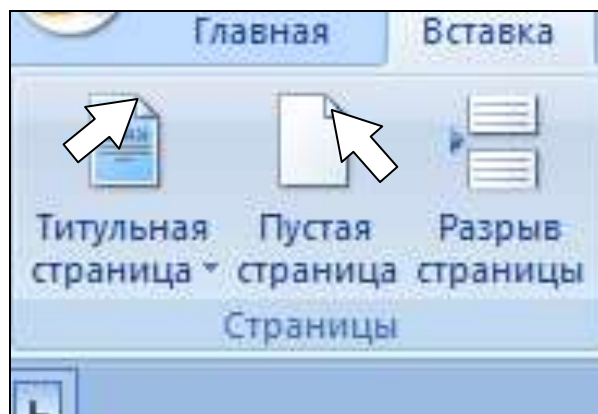 Главная Вставка
Титульная Пустая Разрыв
страница страница страницы
Страницы